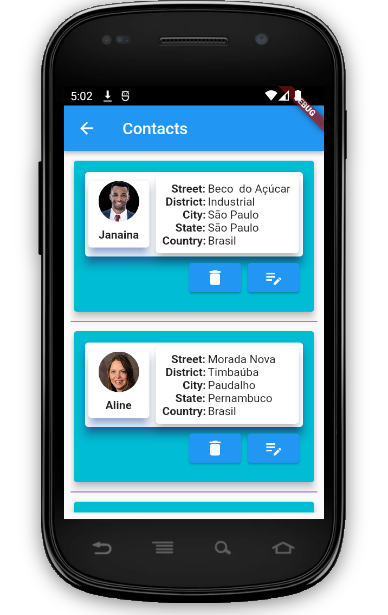 5:02
DEBUG
Contacts
Street: Beco do Açúcar
District: Industrial
City: São Paulo
State: São Paulo
Country: Brasil
Janaina
Street: Morada Nova
District: Timbaúba
City: Paudalho
State: Pernambuco
Country: Brasil
Aline